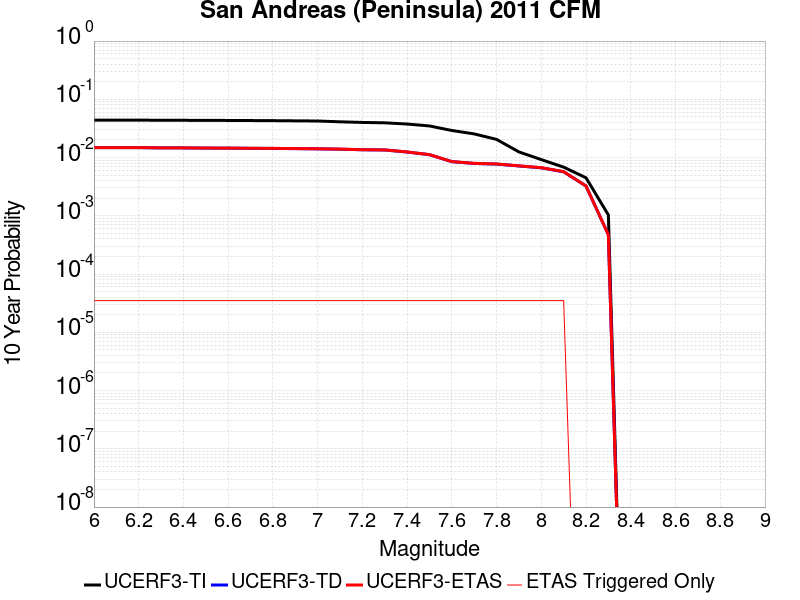 San Andreas (Peninsula) 2011 CFM
10^0
10^-1
10^-2
10^-3
10^-4
10^-5
10^-6
10^-7
10^-8
10 Year Probability
6 6.2 6.4 6.6 6.8 7 7.2 7.4 7.6 7.8 8 8.2 8.4 8.6 8.8 9
Magnitude
UCERF3-TI UCERF3-TD UCERF3-ETAS ETAS Triggered Only